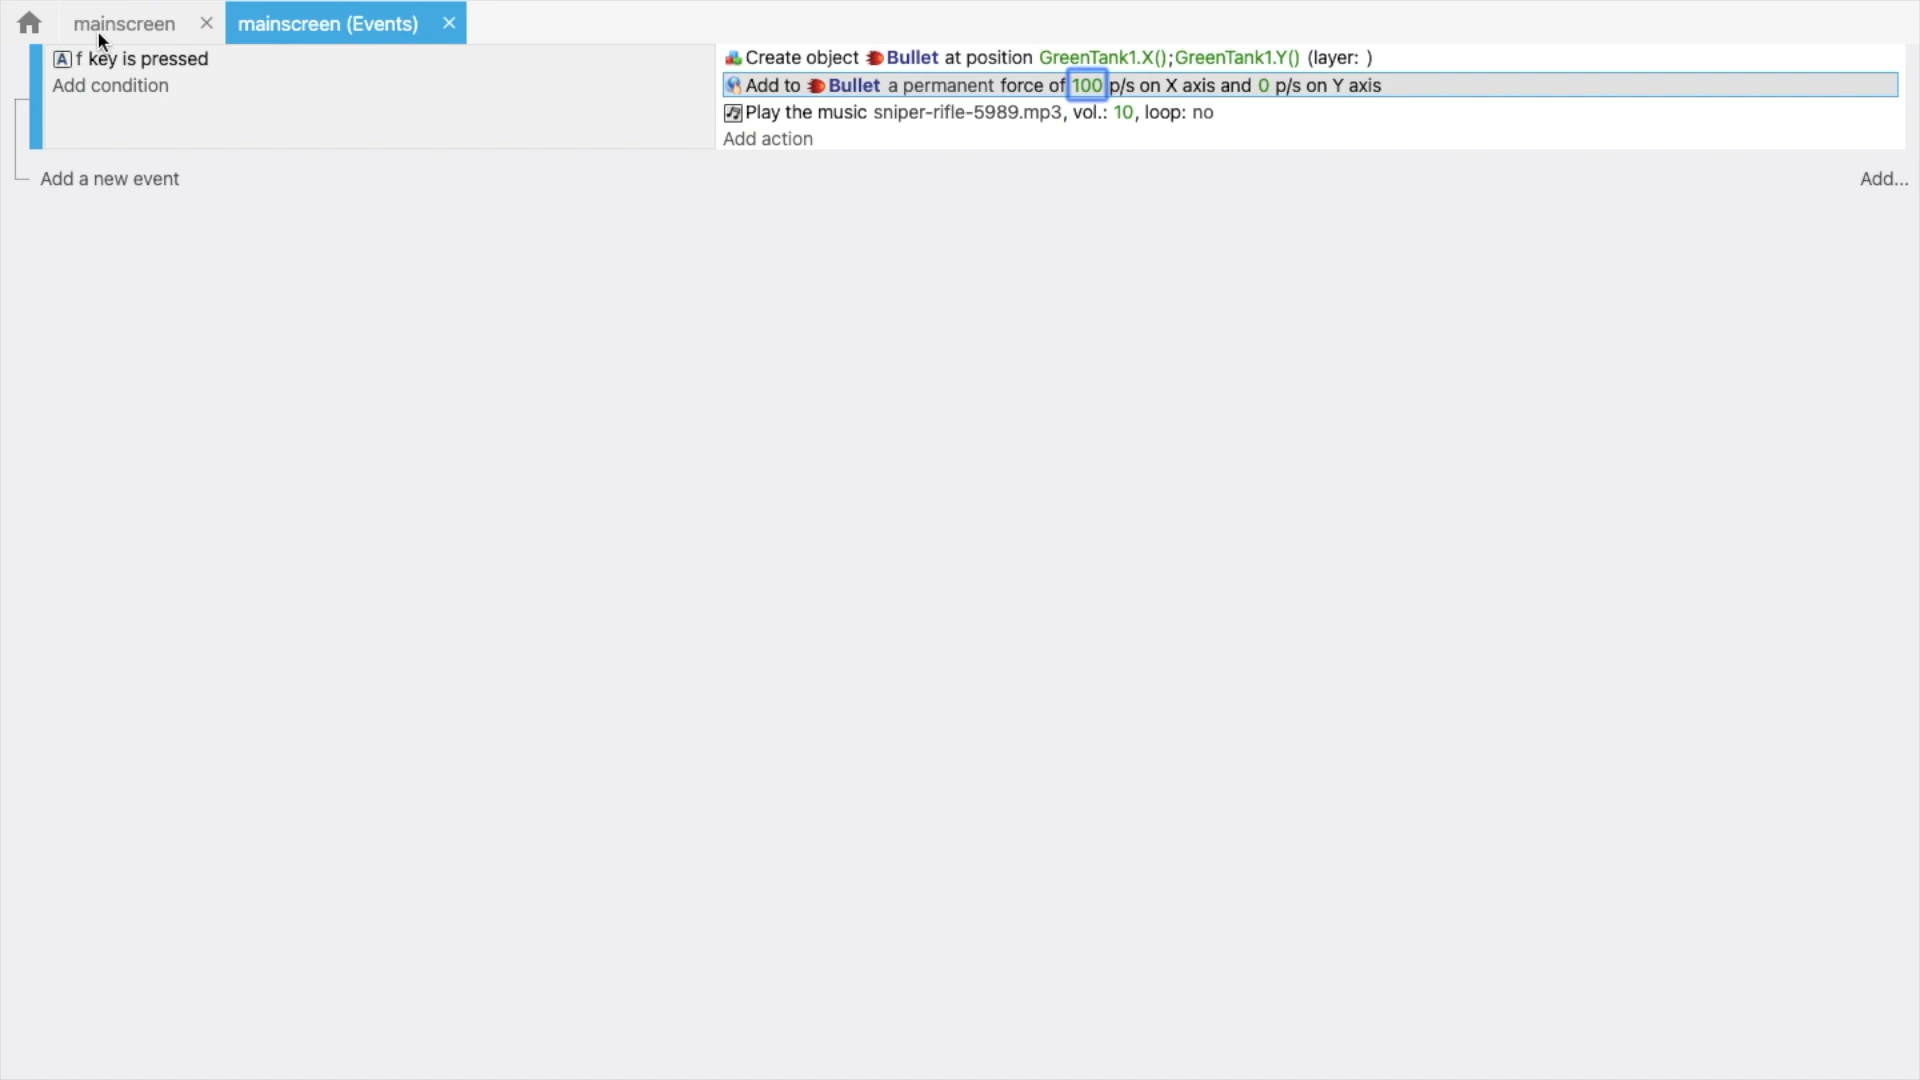 mainscreen
mainscreen (Events)
f key is pressed
Add condition
Create object Bullet at position GreenTank1.X();GreenTank1.Y() (layer: )
Add to Bullet a permanent force of 100 p/s on X axis and 0 p/s on Y axis
Play the music sniper-rifle-5989.mp3, vol.: 10, loop: no
Add action
Add a new event
Add...